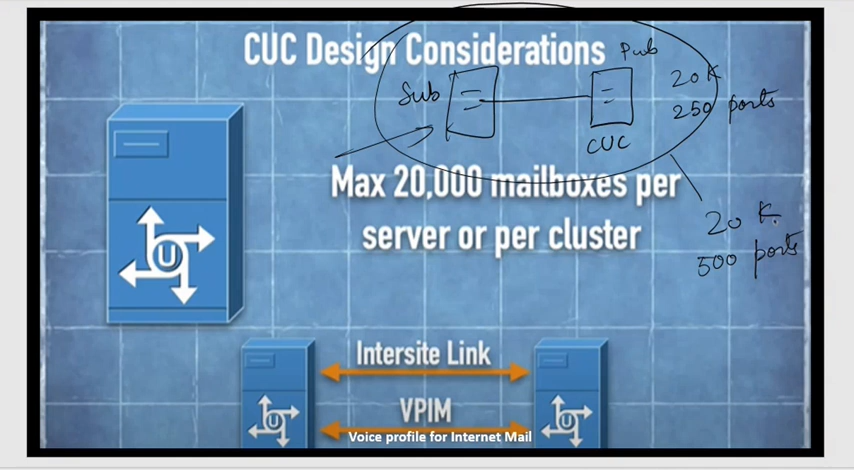 CUC Design Considerations
Pub
Sub
20 K
250 ports
CUC
Max 20,000 mailboxes per
server or per cluster
20 K
500 ports
U
Intersite Link
VPIM
U
U
Voice profile for Internet Mail